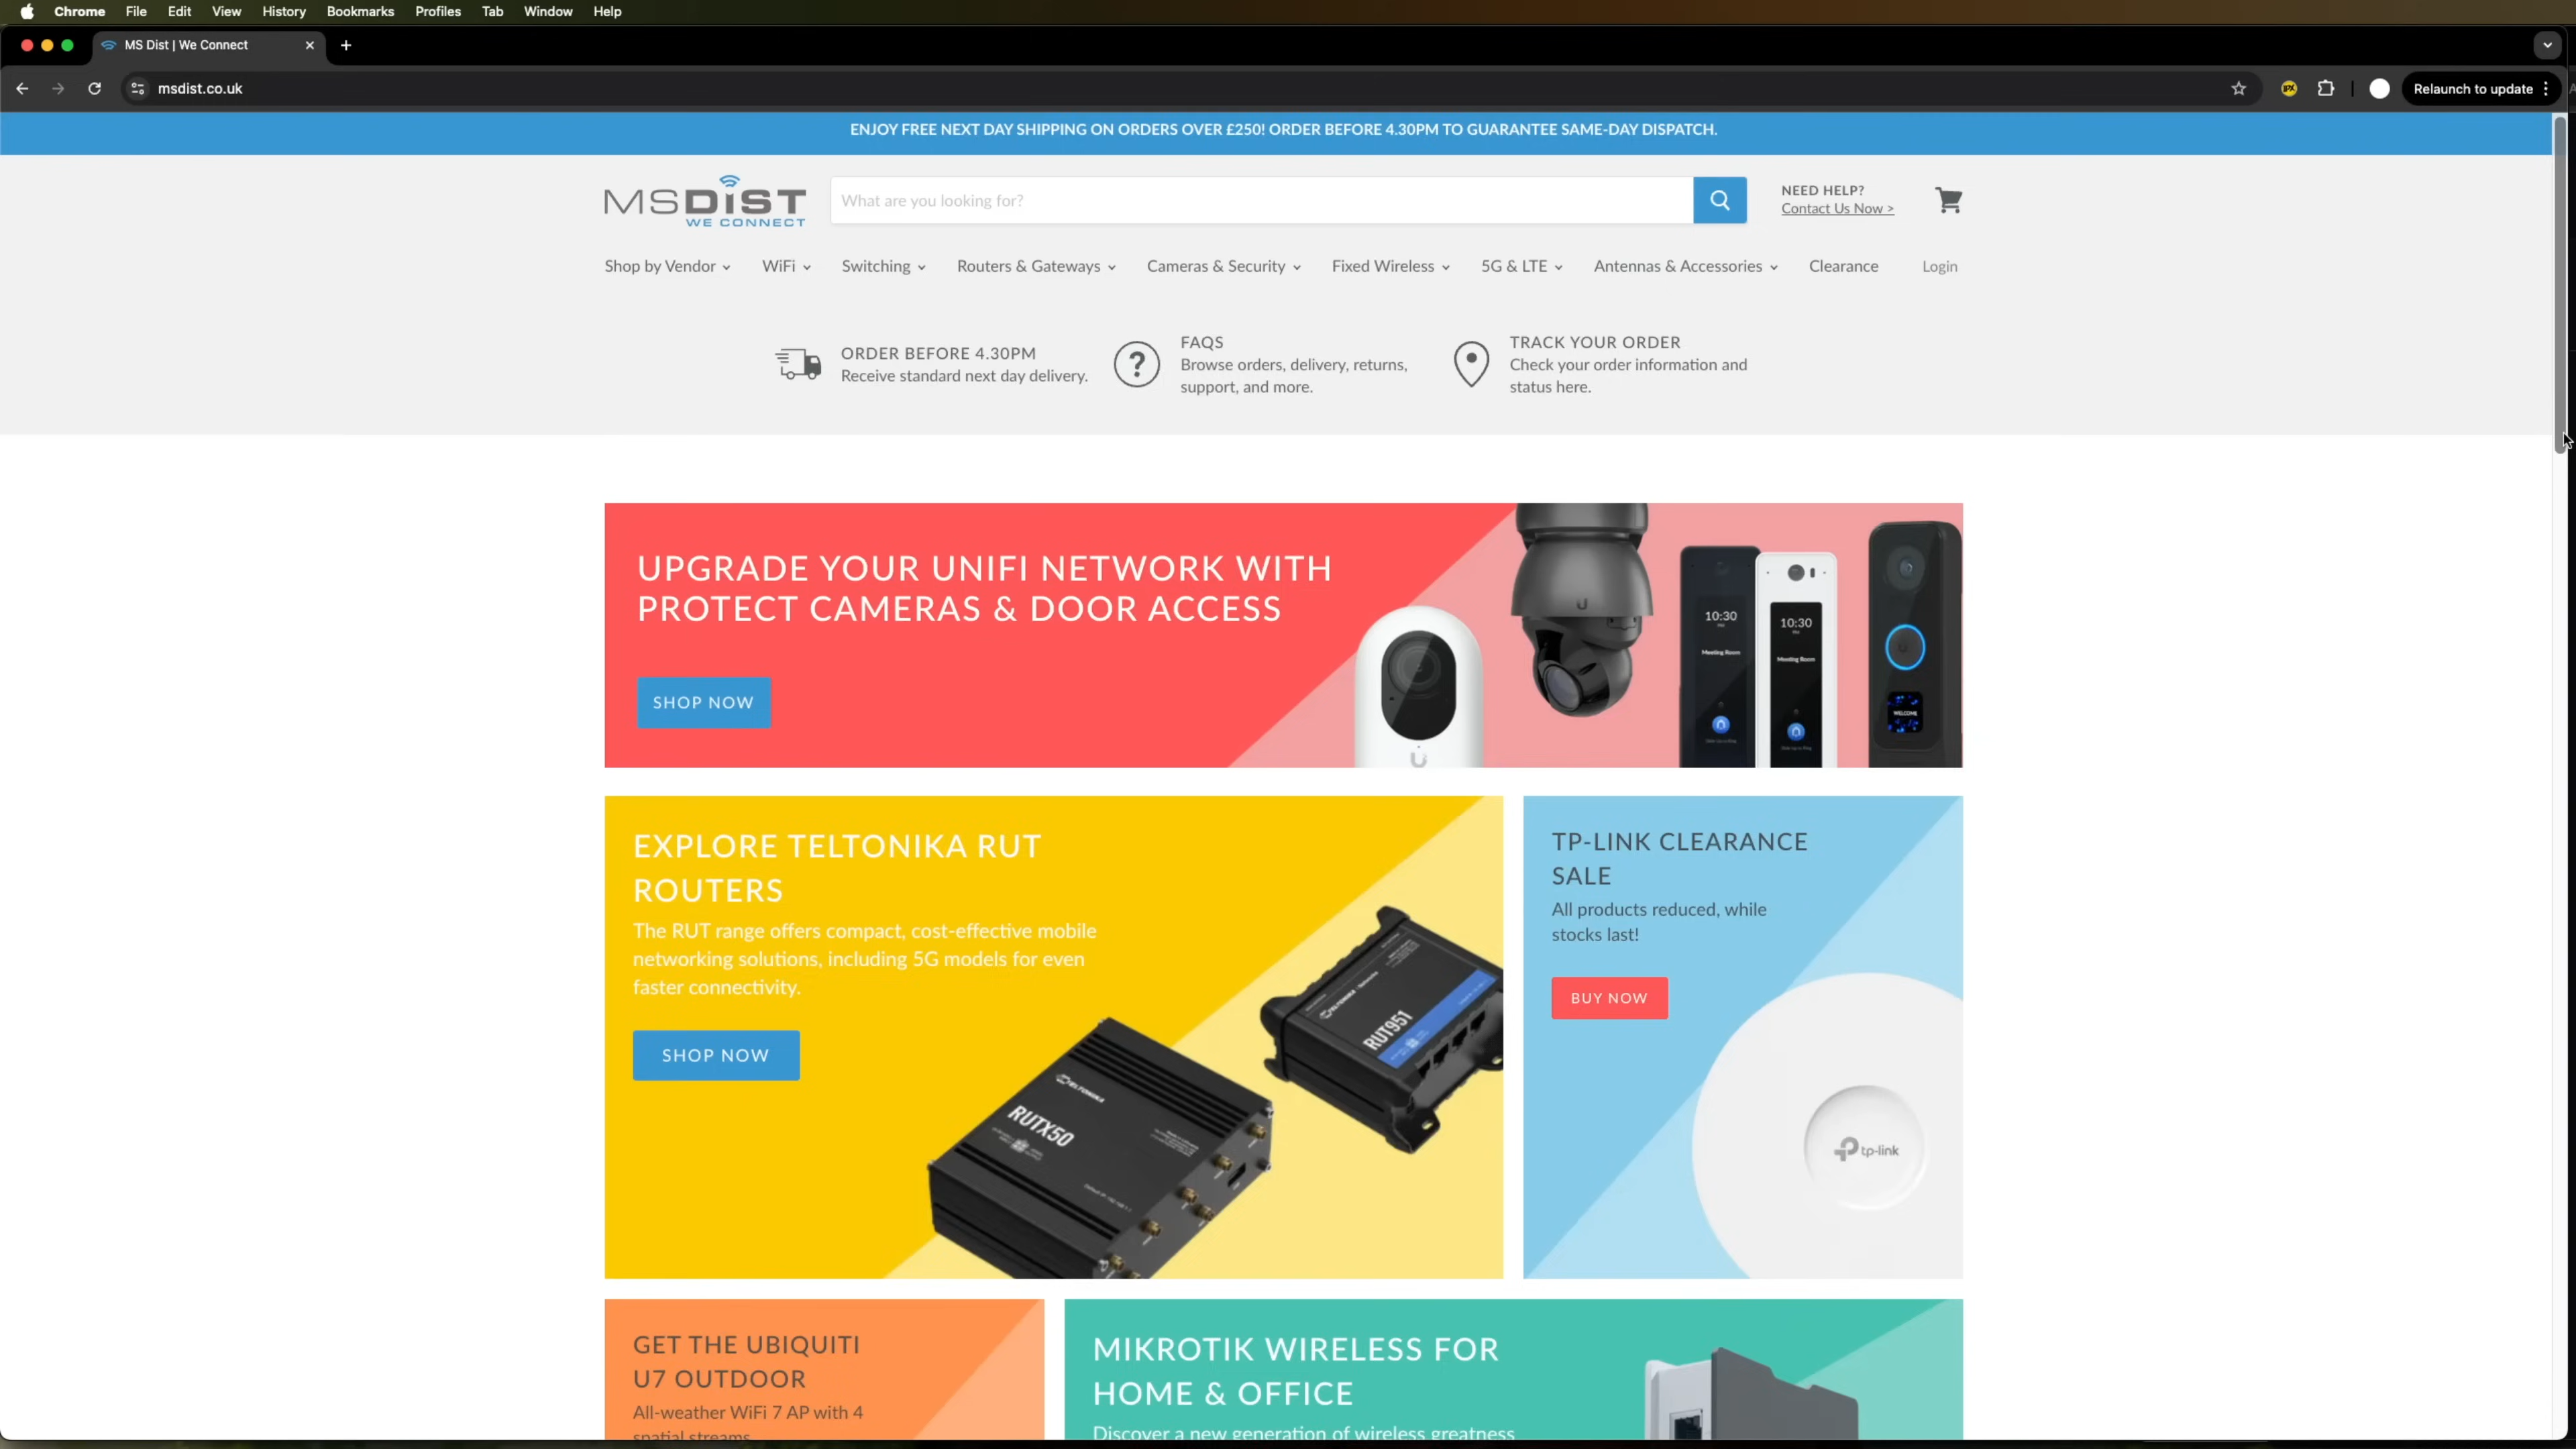 Chrome File Edit View History Bookmarks Profiles Tab Window Help
MS Dist | We Connect
msdist.co.uk
Relaunch to update
ENJOY FREE NEXT DAY SHIPPING ON ORDERS OVER £250! ORDER BEFORE 4.30PM TO GUARANTEE SAME-DAY DISPATCH.
MSDIST
WE CONNECT
What are you looking for?
NEED HELP?
Contact Us Now >
Shop by Vendor WiFi Switching Routers & Gateways Cameras & Security Fixed Wireless 5G & LTE Antennas & Accessories Clearance Login
ORDER BEFORE 4.30PM
Receive standard next day delivery.
FAQS
Browse orders, delivery, returns,
support, and more.
TRACK YOUR ORDER
Check your order information and
status here.
UPGRADE YOUR UNIFI NETWORK WITH
PROTECT CAMERAS & DOOR ACCESS
SHOP NOW
10:30
Meeting Room
10:30
Meeting Room
WELCOME
EXPLORE TELTONIKA RUT
ROUTERS
The RUT range offers compact, cost-effective mobile
networking solutions, including 5G models for even
faster connectivity.
SHOP NOW
TELTONIKA
RUTX50
RUT951
TP-LINK CLEARANCE
SALE
All products reduced, while
stocks last!
BUY NOW
tp-link
GET THE UBIQUITI
U7 OUTDOOR
All-weather WiFi 7 AP with 4
spatial streams
MIKROTIK WIRELESS FOR
HOME & OFFICE
Discover a new generation of wireless greatness